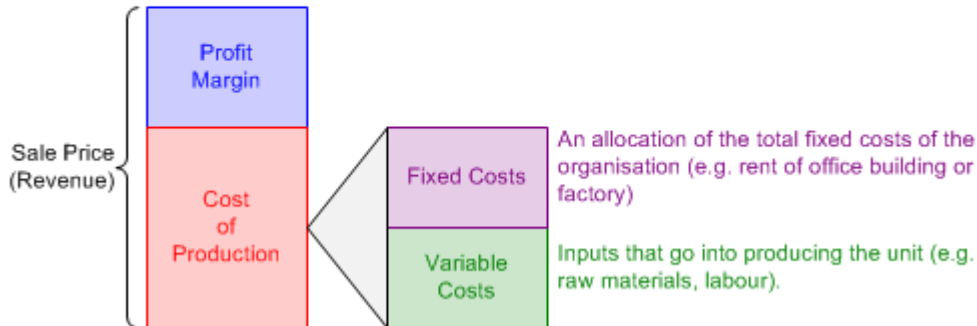 Profit
Margin
Sale Price
(Revenue)
Cost
of
Production
Fixed Costs
An allocation of the total fixed costs of the
organisation (e.g. rent of office building or
factory)
Variable
Costs
Inputs that go into producing the unit (e.g.
raw materials, labour).